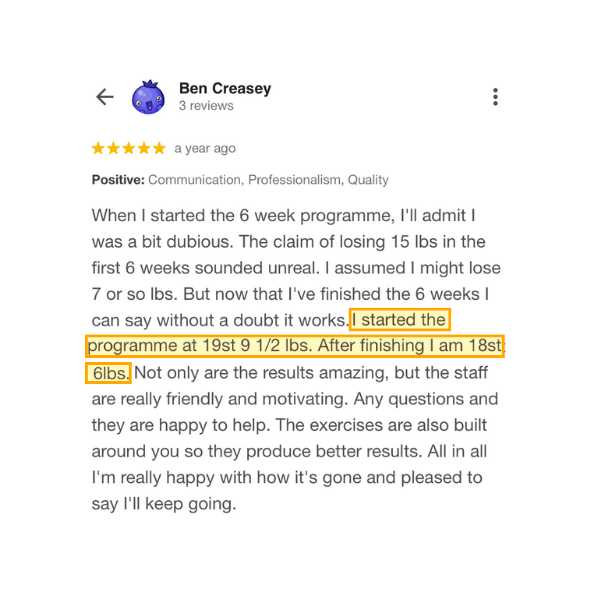 Ben Creasey
3 reviews
a year ago
Positive: Communication, Professionalism, Quality
When I started the 6 week programme, I'll admit I
was a bit dubious. The claim of losing 15 lbs in the
first 6 weeks sounded unreal. I assumed I might lose
7 or so lbs. But now that I've finished the 6 weeks I
can say without a doubt it works. I started the
programme at 19st 9 1/2 lbs. After finishing I am 18st
6lbs. Not only are the results amazing, but the staff
are really friendly and motivating. Any questions and
they are happy to help. The exercises are also built
around you so they produce better results. All in all
I'm really happy with how it's gone and pleased to
say I'll keep going.